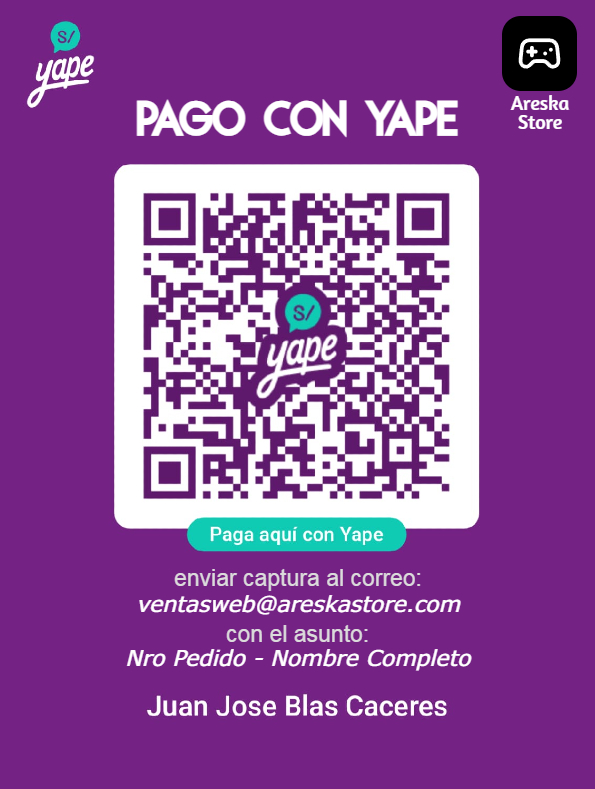 S/
yape
Areska
Store
PAGO CON YAPE
S/
yape
Paga aquí con Yape
enviar captura al correo:
ventasweb@areskastore.com
con el asunto:
Nro Pedido - Nombre Completo
Juan Jose Blas Caceres